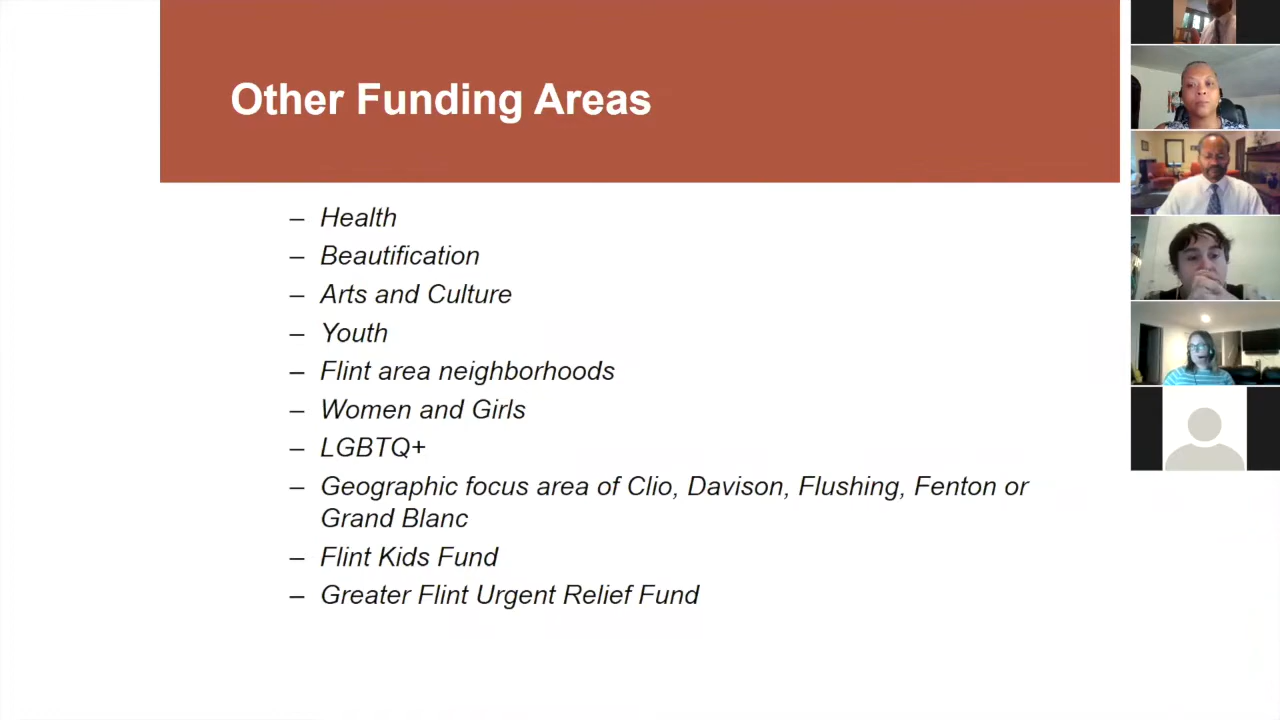 Other Funding Areas
– Health
– Beautification
– Arts and Culture
– Youth
– Flint area neighborhoods
– Women and Girls
– LGBTQ+
– Geographic focus area of Clio, Davison, Flushing, Fenton or
Grand Blanc
– Flint Kids Fund
– Greater Flint Urgent Relief Fund